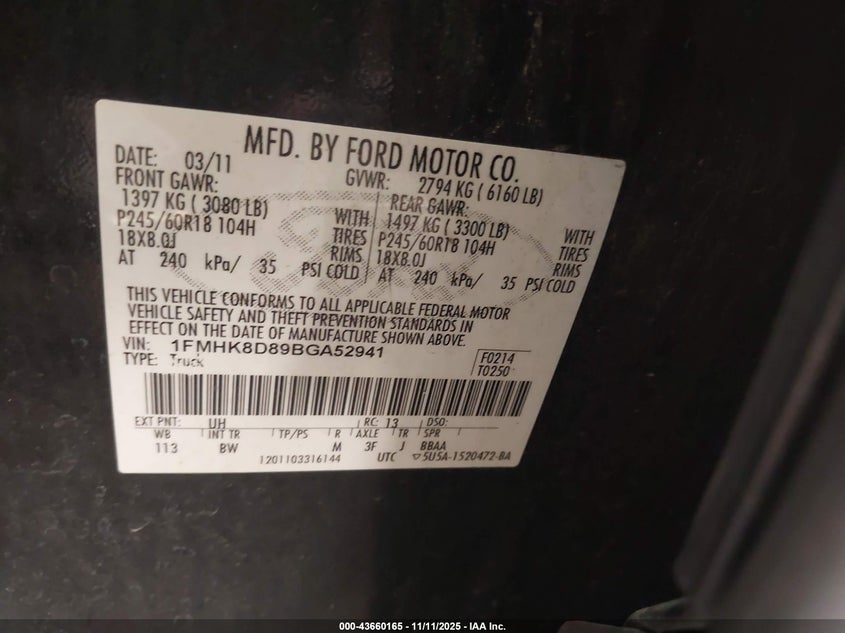 MFD. BY FORD MOTOR CO.
DATE: 03/11 GVWR: 2794 KG ( 6160 LB)
FRONT GAWR: REAR GAWR:
1397 KG ( 3080 LB) WITH 1497 KG ( 3300 LB) WITH
P245/60R18 104H TIRES P245/60R18 104H TIRES
18X8.0J RIMS 18X8.0J RIMS
AT 240 kPa/ 35 PSI COLD AT 240 kPa/ 35 PSI COLD
THIS VEHICLE CONFORMS TO ALL APPLICABLE FEDERAL MOTOR
VEHICLE SAFETY AND THEFT PREVENTION STANDARDS IN
EFFECT ON THE DATE OF MANUFACTURE SHOWN ABOVE.
VIN: 1FMHK8D89BGA52941 F0214
TYPE: Truck T0250
EXT PNT: UH RC: 13 DSO:
WB INT TR TP/PS R AXLE TR SPR
113 BW M 3F J BBAA
1201103316144 UTC ▽5U5A-1520472-BA
000-43660165 - 11/11/2025 - IAA Inc.